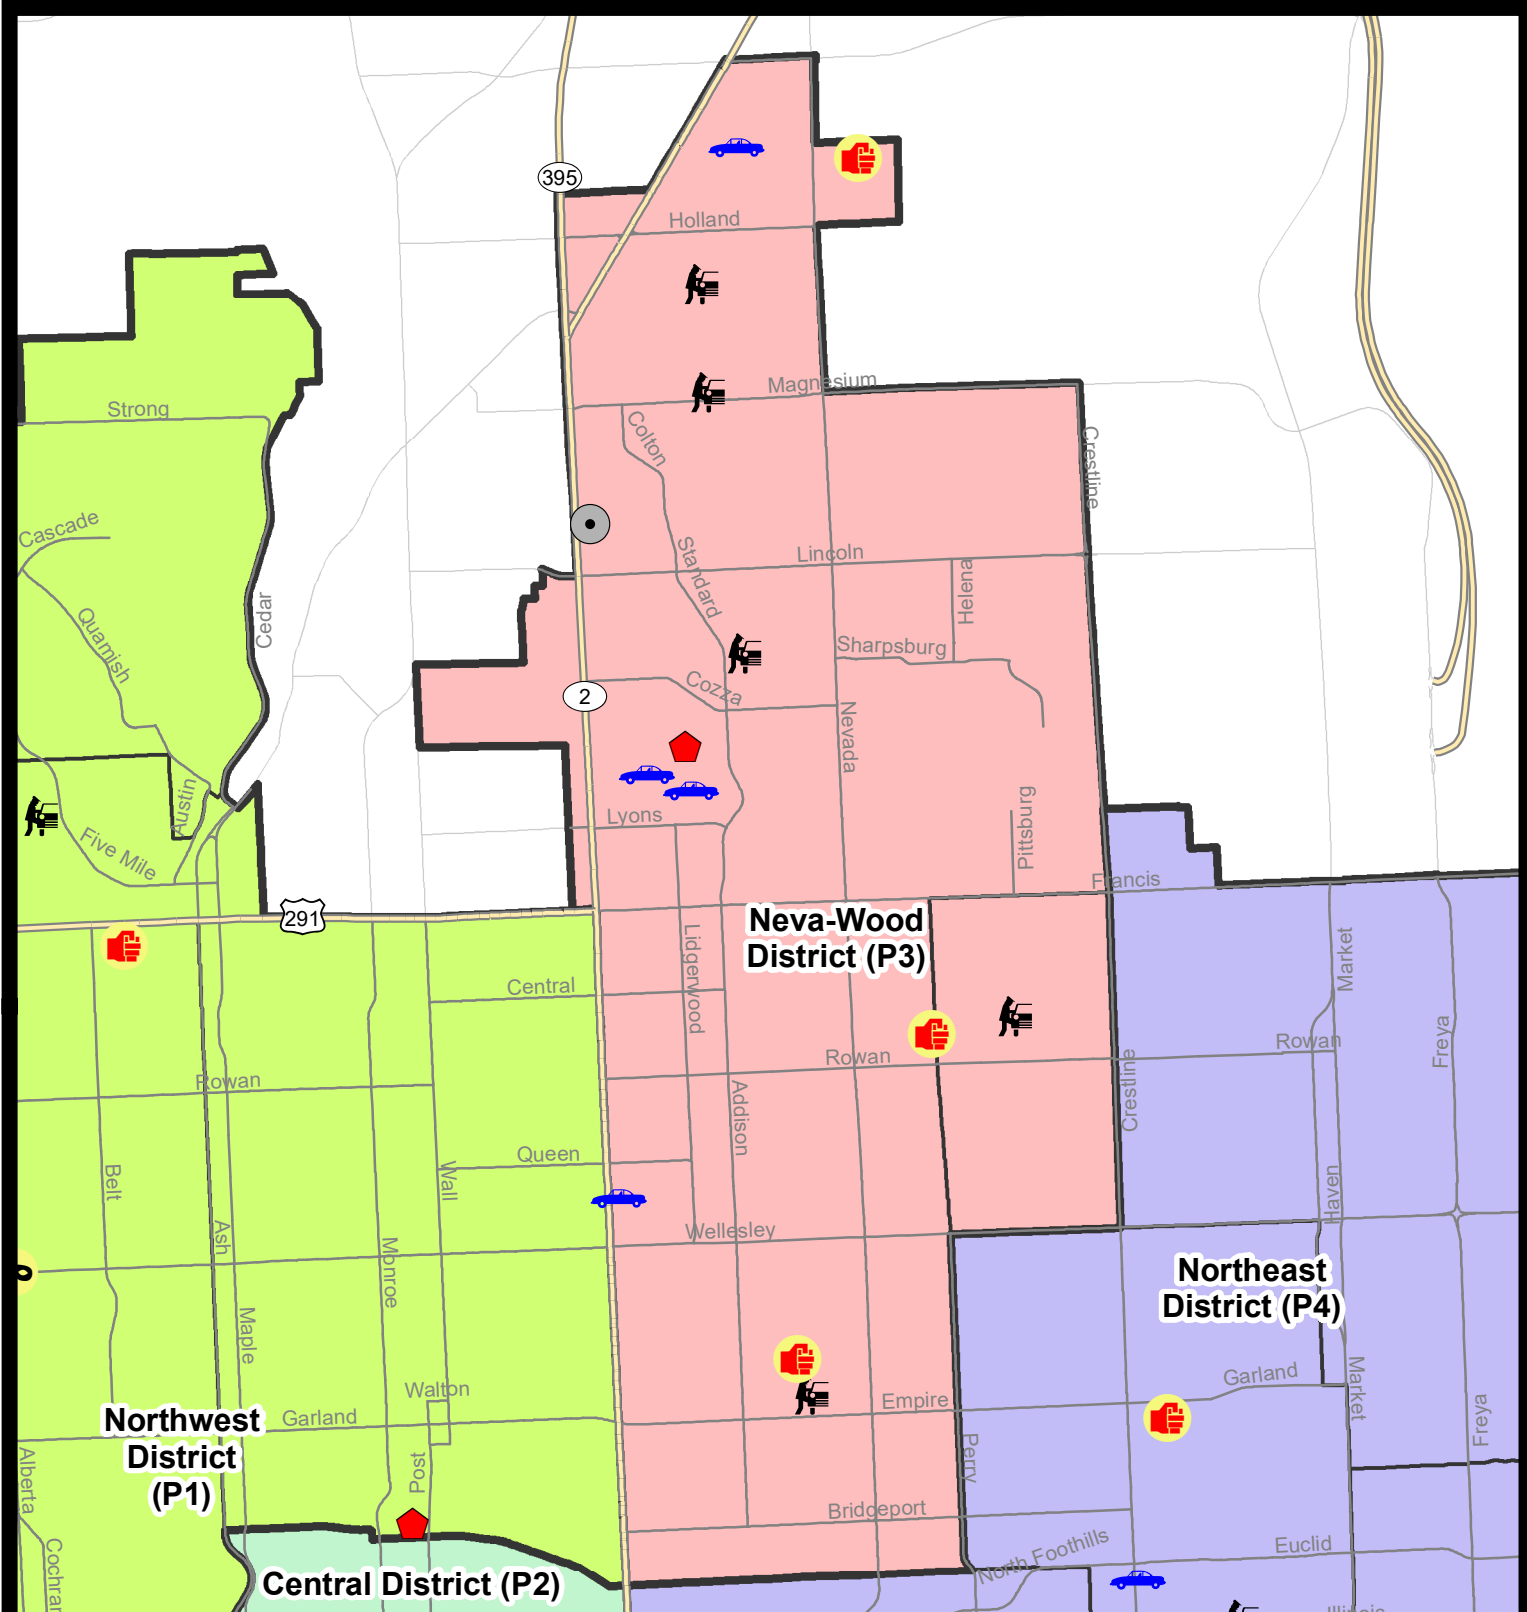 395
Holland
Magnesium
Strong
Colton
Crestline
Cascade
Standard
Lincoln
Helena
Cedar
Quamish
Sharpsburg
Cozza
2
Nevada
Austin
Lyons
Pittsburg
Five Mile
Francis
291
Neva-Wood
District (P3)
Lidgerwood
Market
Central
Freya
Rowan
Rowan
Rowan
Crestline
Addison
Queen
Belt
Wall
Haven
Ash
Wellesley
Monroe
Northeast
District (P4)
Maple
Garland
Market
Walton
Empire
Freya
Garland
Northwest
District
(P1)
Perry
Post
Alberta
Bridgeport
North Foothills
Euclid
Central District (P2)